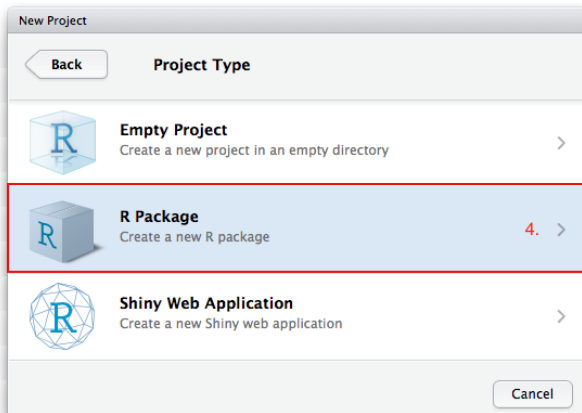 New Project
Back
Project Type
R
Empty Project
Create a new project in an empty directory
R
R Package
Create a new R package
4.
R
Shiny Web Application
Create a new Shiny web application
Cancel